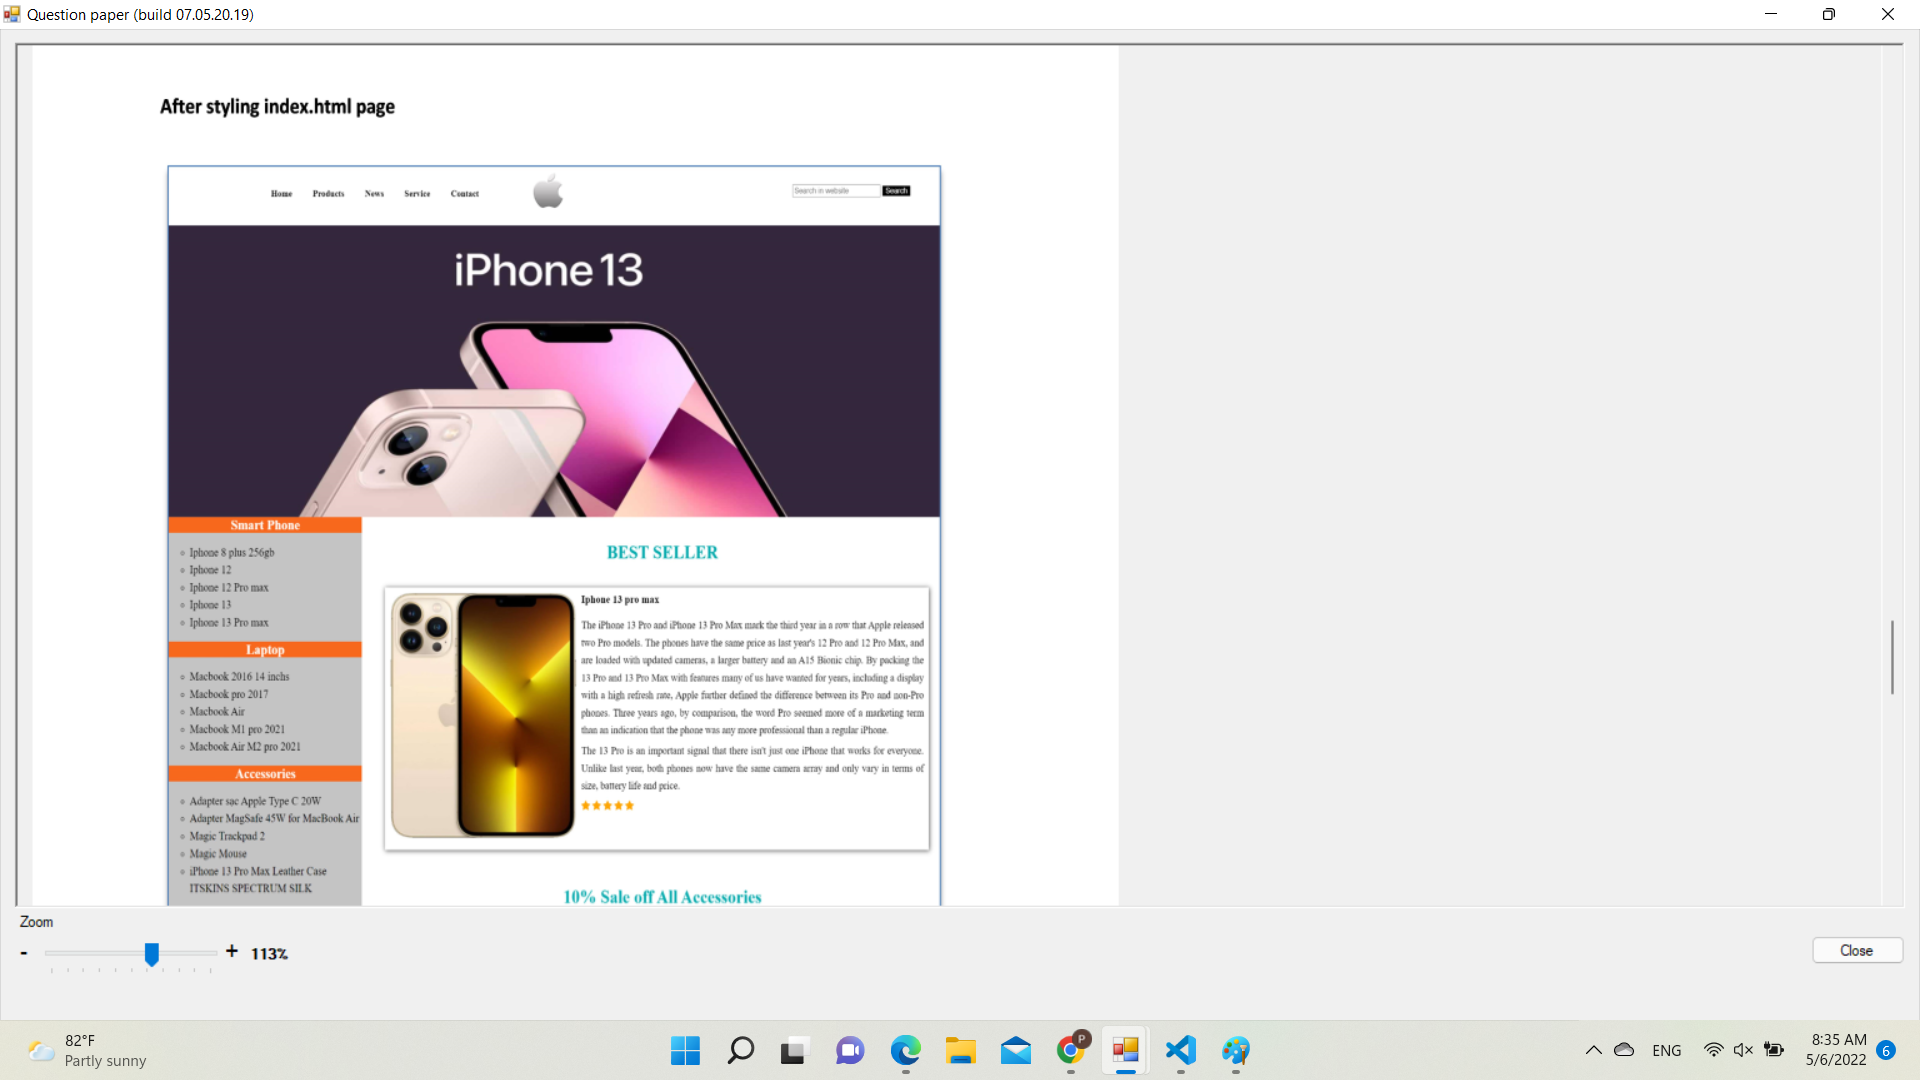 Question paper (build 07.05.20.19)
After styling index.html page
Home Products News Service Contact
Search in website Search
iPhone 13
Smart Phone
Iphone 8 plus 256gb
Iphone 12
Iphone 12 Pro max
Iphone 13
Iphone 13 Pro max
Laptop
Macbook 2016 14 inchs
Macbook pro 2017
Macbook Air
Macbook M1 pro 2021
Macbook Air M2 pro 2021
Accessories
Adapter sạc Apple Type C 20W
Adapter MagSafe 45W for MacBook Air
Magic Trackpad 2
Magic Mouse
iPhone 13 Pro Max Leather Case
ITSKINS SPECTRUM SILK
BEST SELLER
Iphone 13 pro max
The iPhone 13 Pro and iPhone 13 Pro Max mark the third year in a row that Apple released
two Pro models. The phones have the same price as last year's 12 Pro and 12 Pro Max, and
are loaded with updated cameras, a larger battery and an A15 Bionic chip. By packing the
13 Pro and 13 Pro Max with features many of us have wanted for years, including a display
with a high refresh rate, Apple further defined the difference between its Pro and non-Pro
phones. Three years ago, by comparison, the word Pro seemed more of a marketing term
than an indication that the phone was any more professional than a regular iPhone.
The 13 Pro is an important signal that there isn't just one iPhone that works for everyone.
Unlike last year, both phones now have the same camera array and only vary in terms of
size, battery life and price.
10% Sale off All Accessories
Zoom
- + 113%
Close
82°F
Partly sunny
P
ENG
8:35 AM
5/6/2022
6